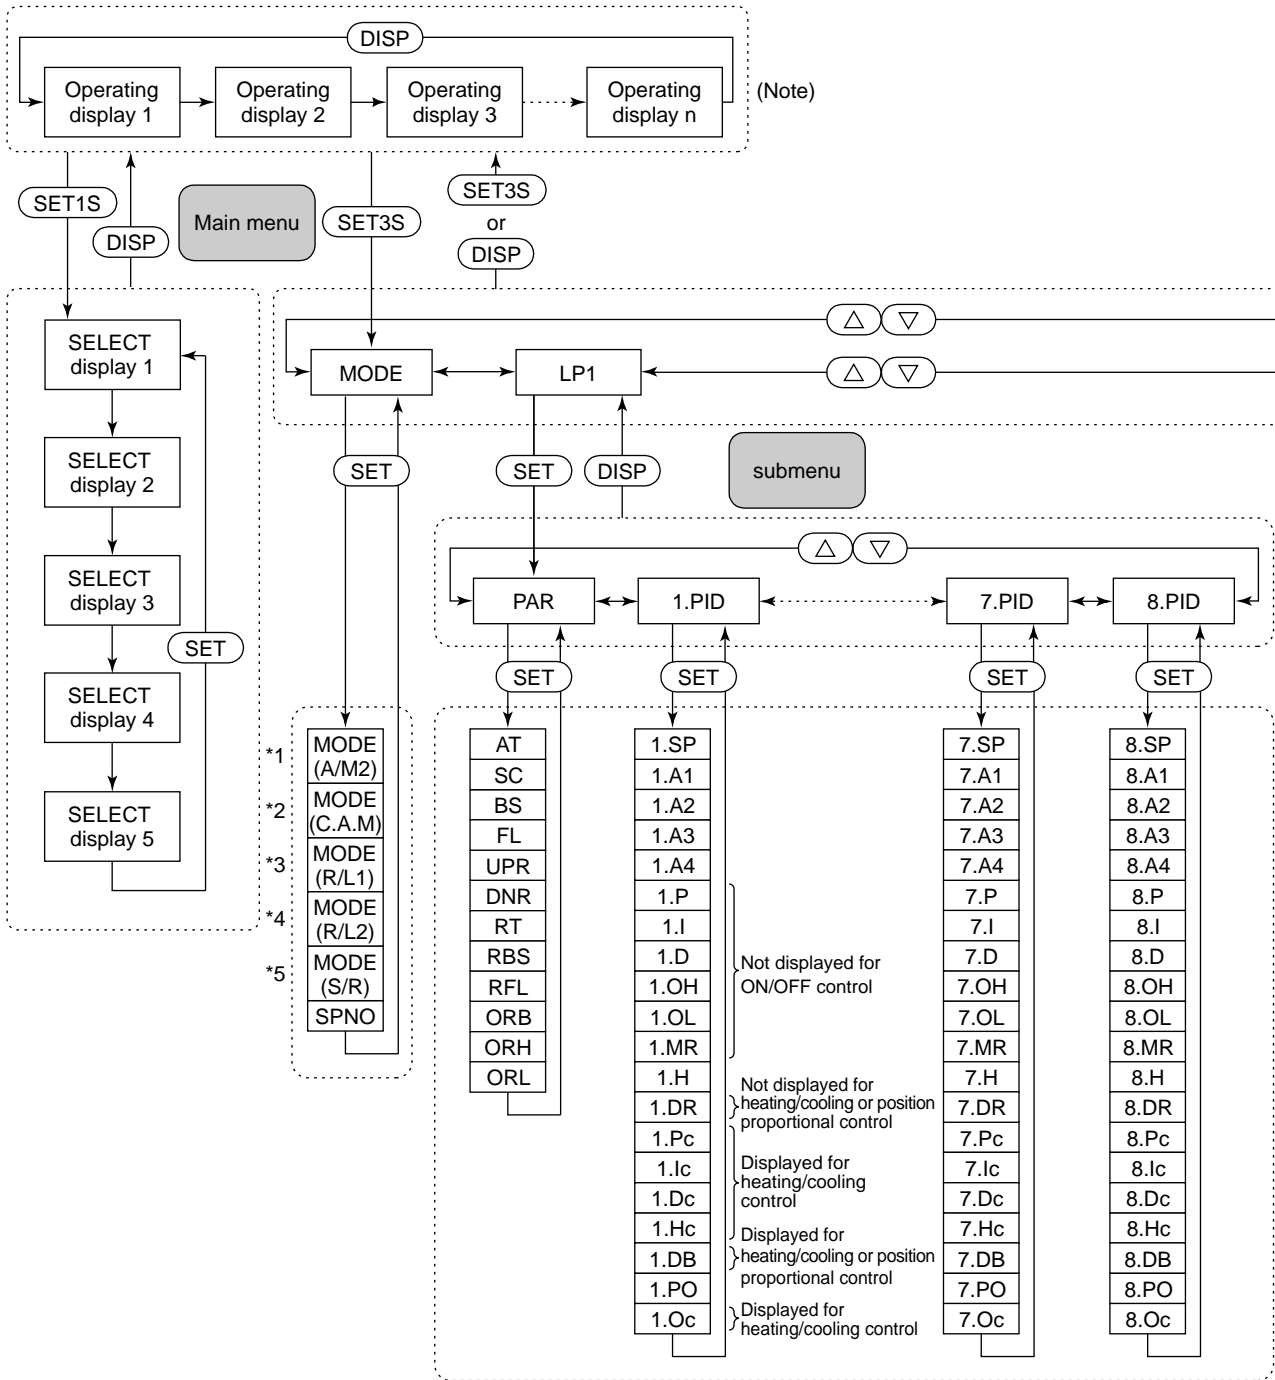 DISP
Operating
display 1
Operating
display 2
Operating
display 3
Operating
display n
(Note)
SET1S
DISP
Main menu
SET3S
SET3S
or
DISP
SELECT
display 1
SELECT
display 2
SELECT
display 3
SELECT
display 4
SELECT
display 5
SET
MODE
LP1
SET
SET
DISP
submenu
PAR
1.PID
7.PID
8.PID
SET
SET
SET
SET
*1
MODE
(A/M2)
*2
MODE
(C.A.M)
*3
MODE
(R/L1)
*4
MODE
(R/L2)
*5
MODE
(S/R)
SPNO
AT
SC
BS
FL
UPR
DNR
RT
RBS
RFL
ORB
ORH
ORL
1.SP
1.A1
1.A2
1.A3
1.A4
1.P
1.I
1.D
1.OH
1.OL
1.MR
1.H
1.DR
1.Pc
1.Ic
1.Dc
1.Hc
1.DB
1.PO
1.Oc
Not displayed for
ON/OFF control
Not displayed for
heating/cooling or position
proportional control
Displayed for
heating/cooling
control
Displayed for
heating/cooling or position
proportional control
Displayed for
heating/cooling control
7.SP
7.A1
7.A2
7.A3
7.A4
7.P
7.I
7.D
7.OH
7.OL
7.MR
7.H
7.DR
7.Pc
7.Ic
7.Dc
7.Hc
7.DB
7.PO
7.Oc
8.SP
8.A1
8.A2
8.A3
8.A4
8.P
8.I
8.D
8.OH
8.OL
8.MR
8.H
8.DR
8.Pc
8.Ic
8.Dc
8.Hc
8.DB
8.PO
8.Oc